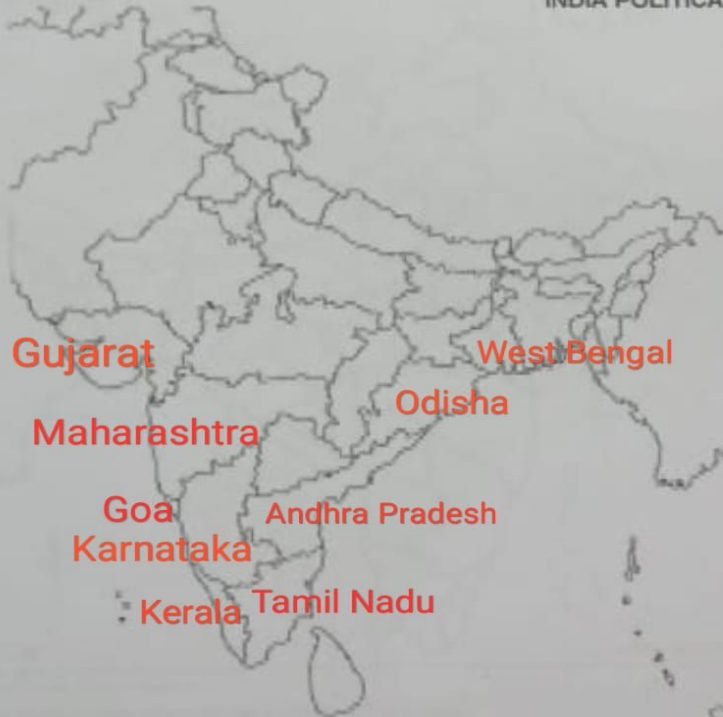 INDIA POLITICA
Gujarat
West Bengal
Odisha
Maharashtra
Goa
Andhra Pradesh
Karnataka
Tamil Nadu
Kerala